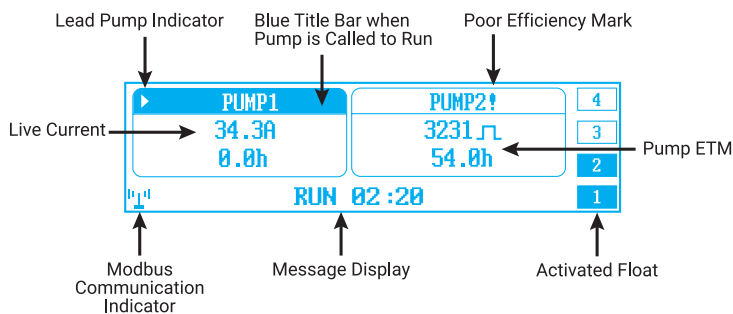 Lead Pump Indicator
Blue Title Bar when
Pump is Called to Run
Poor Efficiency Mark
PUMP1
PUMP2!
4
Live Current
34.3A
3231
3
0.0h
54.0h
Pump ETM
2
RUN 02:20
1
Modbus
Communication
Indicator
Message Display
Activated Float